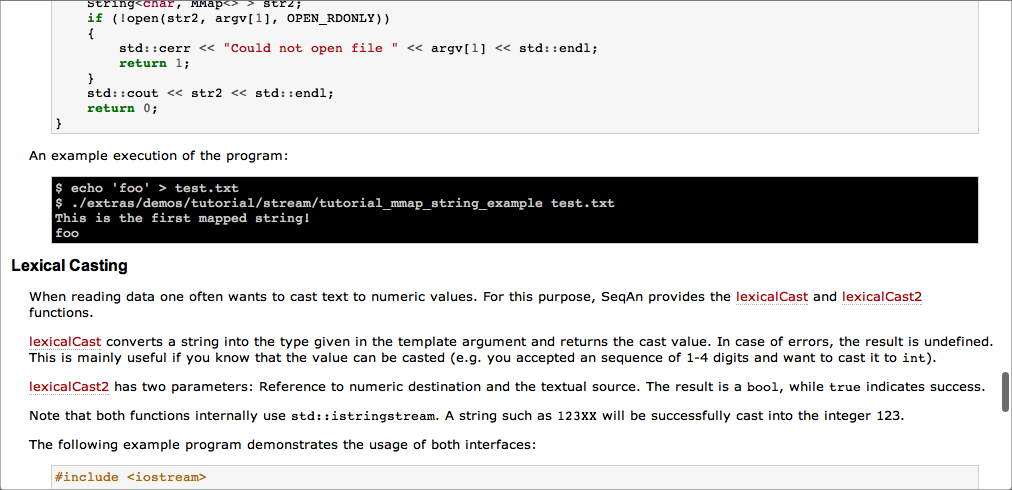 String<char, MMap<> > str2;
if (!open(str2, argv[1], OPEN_RDONLY))
{
std::cerr << "Could not open file " << argv[1] << std::endl;
return 1;
}
std::cout << str2 << std::endl;
return 0;
}
An example execution of the program:
$ echo 'foo' > test.txt
$ ./extras/demos/tutorial/stream/tutorial_mmap_string_example test.txt
This is the first mapped string!
foo
Lexical Casting
When reading data one often wants to cast text to numeric values. For this purpose, SeqAn provides the lexicalCast and lexicalCast2
functions.
lexicalCast converts a string into the type given in the template argument and returns the cast value. In case of errors, the result is undefined.
This is mainly useful if you know that the value can be casted (e.g. you accepted an sequence of 1-4 digits and want to cast it to int).
lexicalCast2 has two parameters: Reference to numeric destination and the textual source. The result is a bool, while true indicates success.
Note that both functions internally use std::istringstream. A string such as 123XX will be successfully cast into the integer 123.
The following example program demonstrates the usage of both interfaces:
#include <iostream>